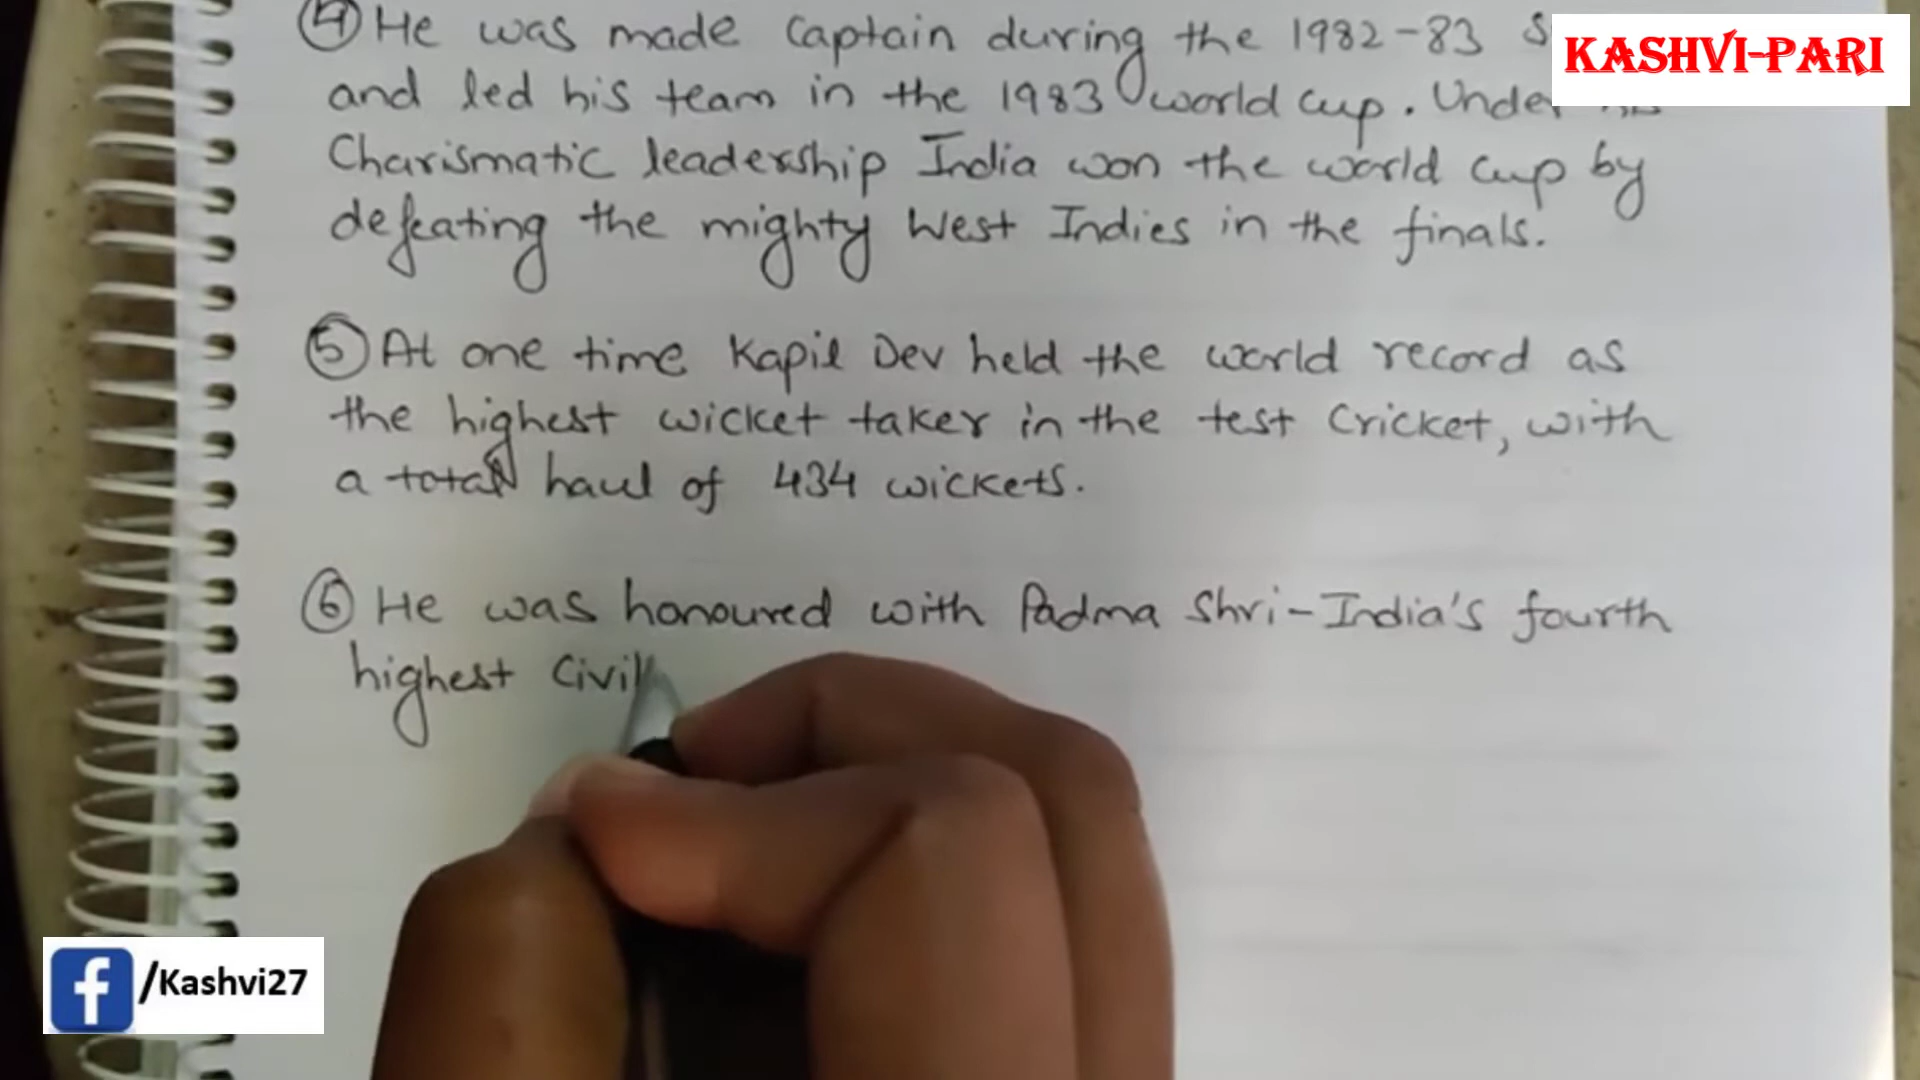 ④ He was made Captain during the 1982-83
KASHVI-PARI
and led his team in the 1983 world cup. Under
Charismatic leadership India won the world cup by
defeating the mighty West Indies in the finals.
⑤ At one time Kapil Dev held the world record as
the highest wicket taker in the test Cricket, with
a total haul of 434 wickets.
⑥ He was honoured with Padma Shri-India's fourth
highest Civil
/Kashvi27